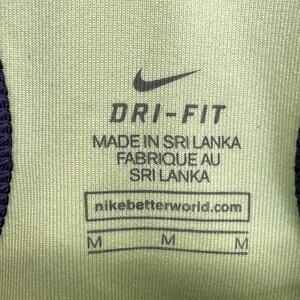 DRI-FIT
MADE IN SRI LANKA
FABRIQUE AU
SRI LANKA
nikebetterworld.com
M M M